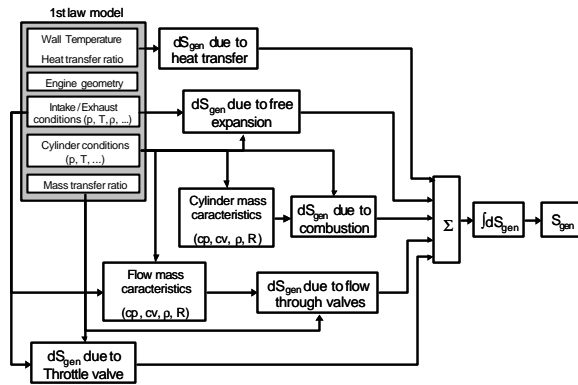 1st law model
Wall Temperature
Heat transfer ratio
Engine geometry
Intake/Exhaust
conditions (p, T,ρ, ...)
Cylinder conditions
(p, T, ...)
Mass transfer ratio
dSgen due to
heat transfer
dSgen due to free
expansion
Cylinder mass
caracteristics
(cp, cv, ρ, R)
dSgen due to
combustion
Flow mass
caracteristics
(cp, cv, ρ, R)
dSgen due to flow
through valves
dSgen due to
Throttle valve
Σ
∫dSgen
Sgen